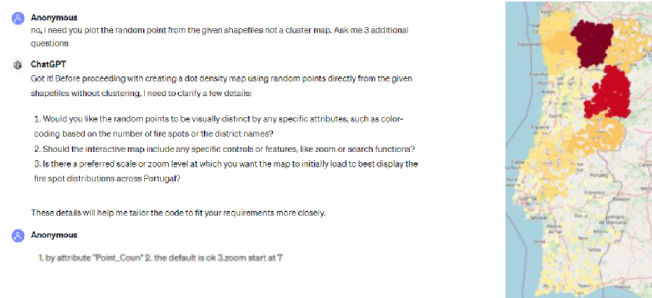 Anonymous
no, I need you plot the random point from the given shapefiles not a cluster map. Ask me 3 additional
questions
ChatGPT
Got it! Before proceeding with creating a dot density map using random points directly from the given
shapefiles without clustering, I need to clarify a few details:
1. Would you like the random points to be visually distinct by any specific attributes, such as color-
coding based on the number of fire spots or the district names?
2. Should the interactive map include any specific controls or features, like zoom or search functions?
3. Is there a preferred scale or zoom level at which you want the map to initially load to best display the
fire spot distributions across Portugal?
These details will help me tailor the code to fit your requirements more closely.
Anonymous
1. by attribute "Point_Coun" 2. the default is ok 3.zoom start at 7